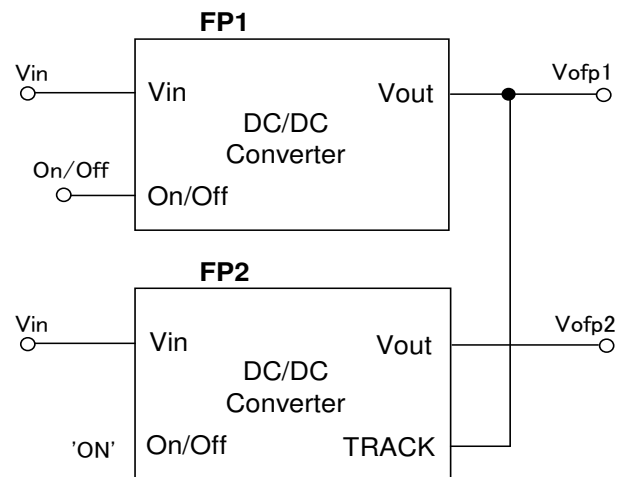 FP1
Vin
Vin
Vout
Vofp1
DC/DC
Converter
On/Off
On/Off
FP2
Vin
Vin
Vout
Vofp2
DC/DC
Converter
'ON'
On/Off
TRACK